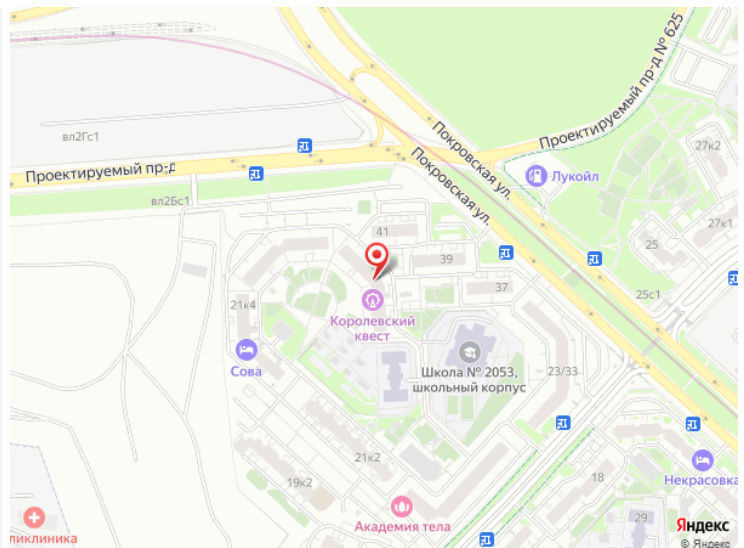 Проектируемый пр-д № 625
27к2
вл2Гс1
Покровская ул.
Проектируемый пр-д
Покровская ул.
Лукойл
вл2Бс1
27к1
41
25
39
37
25с1
21к4
Королевский
квест
Сова
Школа № 2053,
школьный корпус
23/33
21к2
18
19к2
Некрасовка
Академия тела
29
ликлиника
Яндекс
© Яндекс